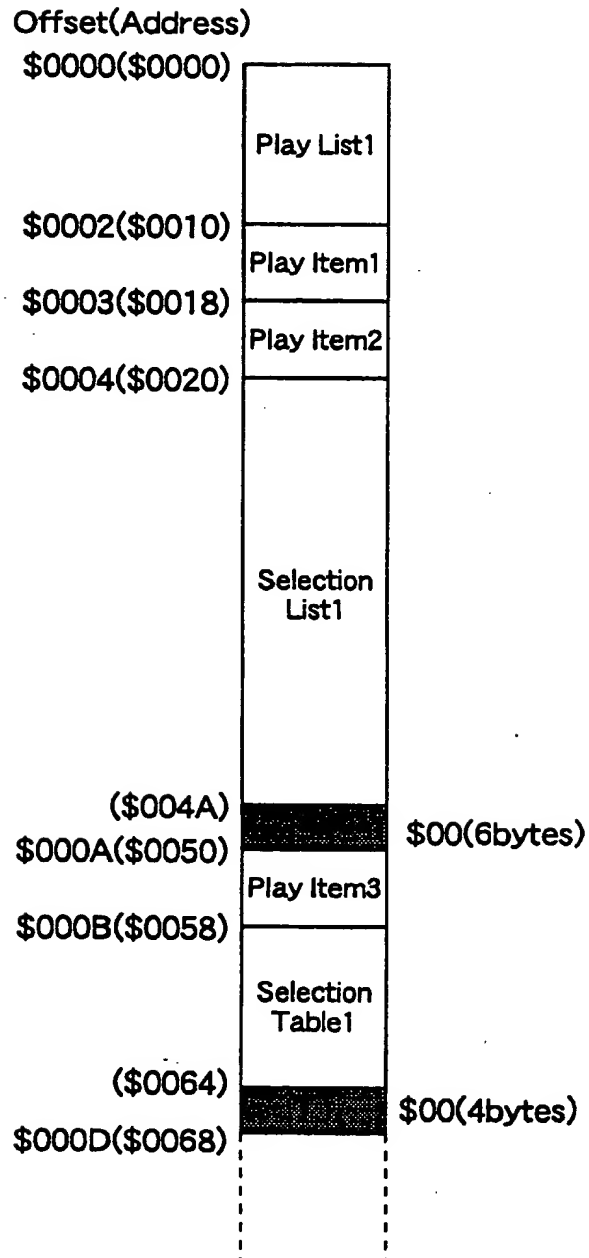 Offset(Address)
$0000($0000)
Play List1
$0002($0010)
Play Item1
$0003($0018)
Play Item2
$0004($0020)
Selection
List1
($004A)
$00(6bytes)
$000A($0050)
Play Item3
$000B($0058)
Selection
Table1
($0064)
$00(4bytes)
$000D($0068)